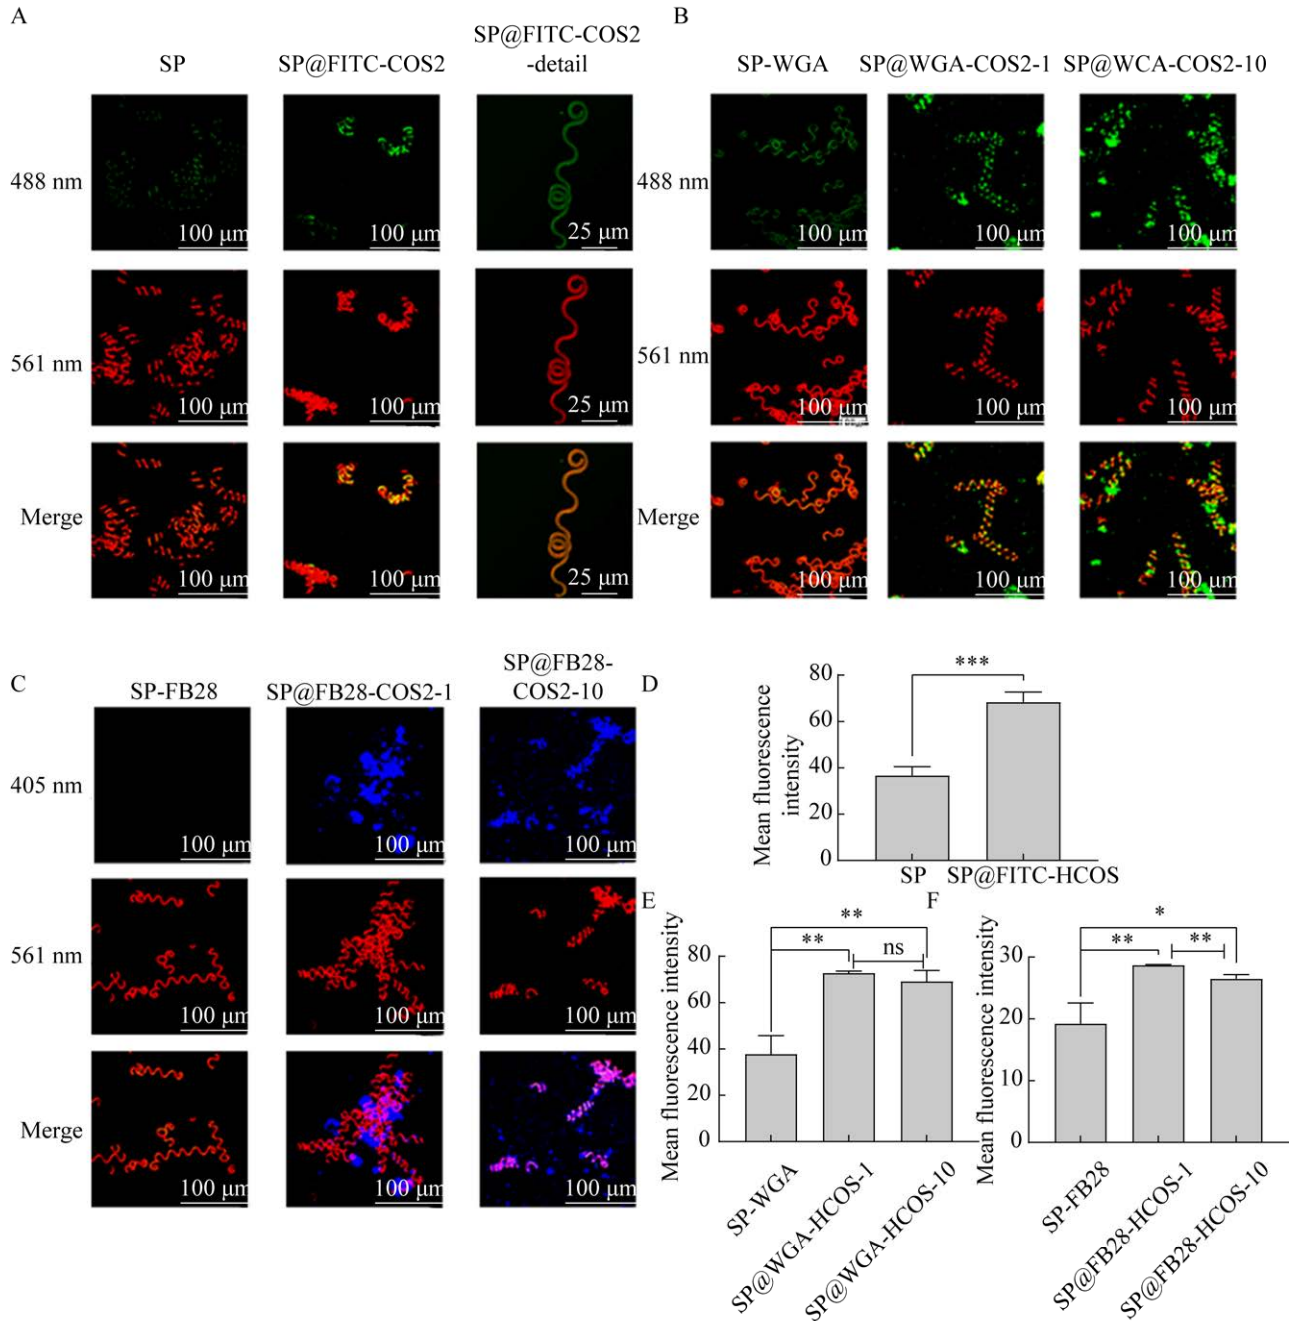 A
B
SP@FITC-COS2
SP SP@FITC-COS2 -detail
SP-WGA SP@WGA-COS2-1 SP@WCA-COS2-10
488 nm
100 μm 100 μm 25 μm
488 nm
100 μm 100 μm 100 μm
561 nm
100 μm 100 μm 25 μm
561 nm
100 μm 100 μm 100 μm
Merge
100 μm 100 μm 25 μm
Merge
100 μm 100 μm 100 μm
C
SP-FB28 SP@FB28-COS2-1 SP@FB28-
COS2-10
405 nm
100 μm 100 μm 100 μm
561 nm
100 μm 100 μm 100 μm
Merge
100 μm 100 μm 100 μm
D
Mean fluorescence
intensity
80
60
40
20
0
***
SP SP@FITC-HCOS
E
Mean fluorescence intensity
80
60
40
20
0
**
**
ns
SP-WGA
SP@WGA-HCOS-1
SP@WGA-HCOS-10
F
Mean fluorescence intensity
30
20
10
0
*
**
**
SP-FB28
SP@FB28-HCOS-1
SP@FB28-HCOS-10